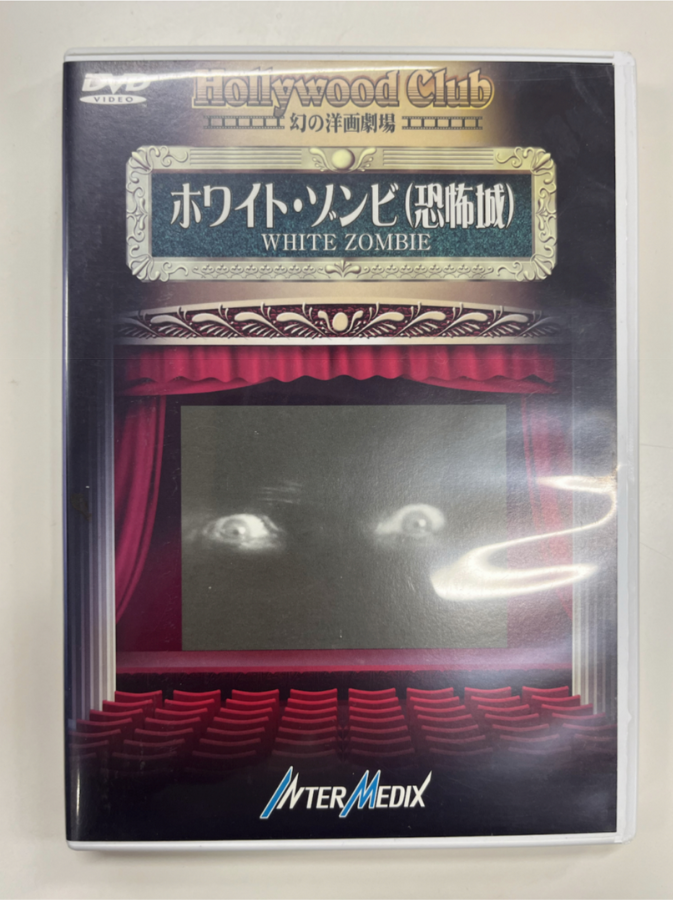 DVD
VIDEO
Hollywood Club
幻の洋画劇場
ホワイト・ゾンビ(恐怖城)
WHITE ZOMBIE
INTER MEDIX